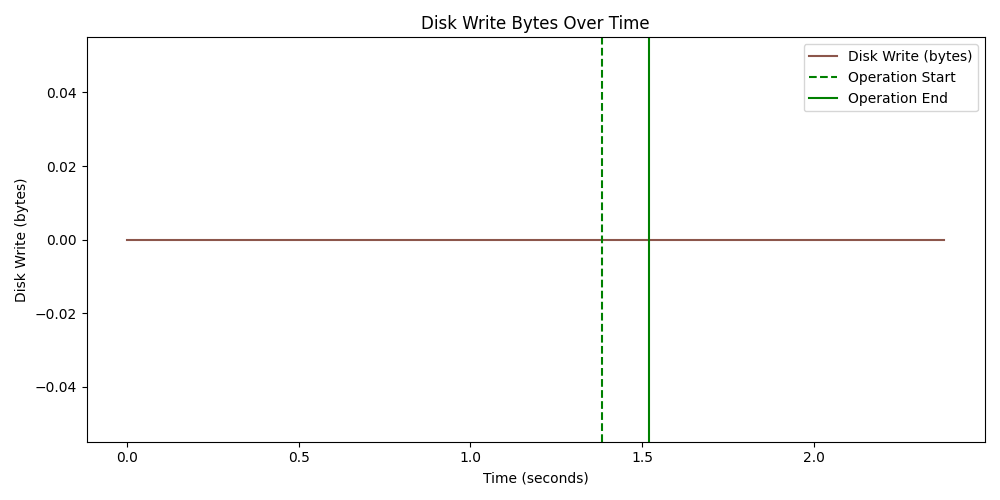 Disk Write Bytes Over Time
Disk Write (bytes)
Operation Start
Operation End
0.04
0.02
0.00
−0.02
−0.04
Disk Write (bytes)
0.0 0.5 1.0 1.5 2.0
Time (seconds)